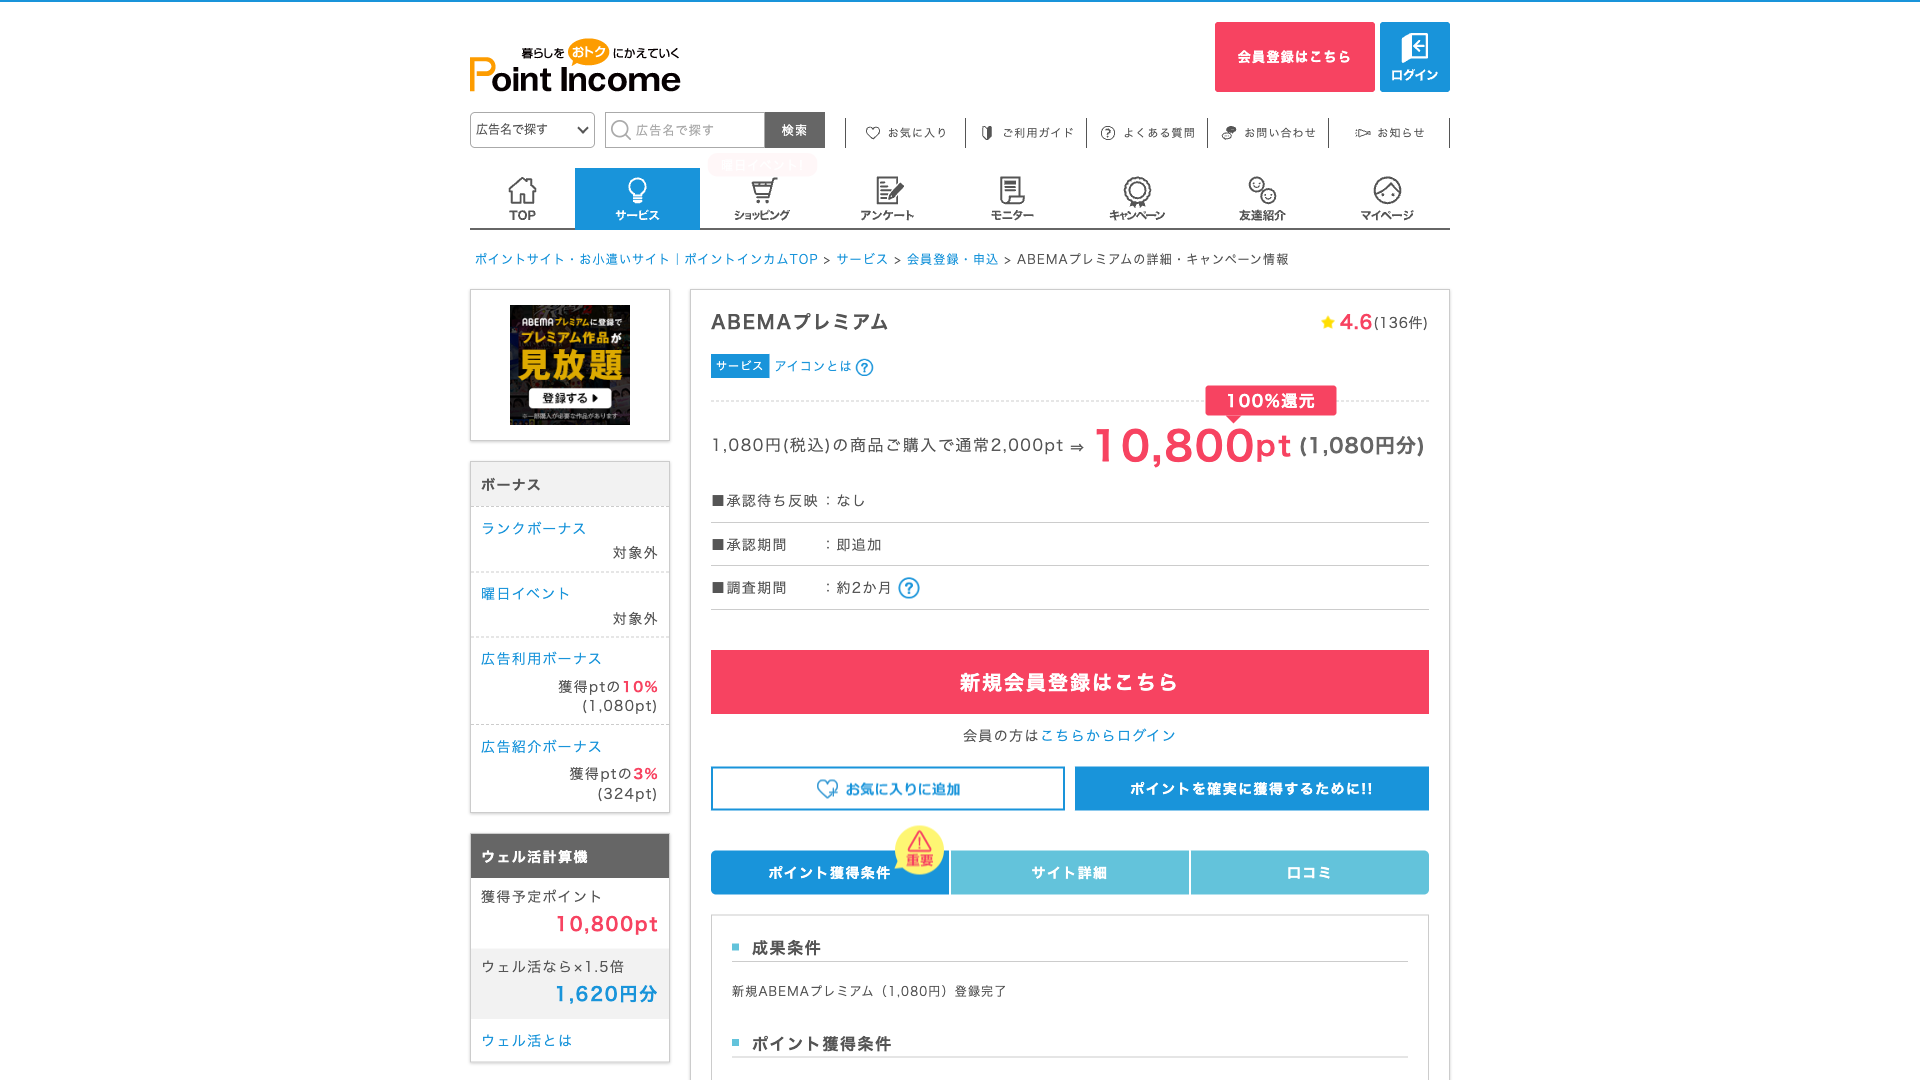 暮らしを おトク にかえていく
Point Income
会員登録はこちら
ログイン
広告名で探す
広告名で探す
検索
お気に入り
ご利用ガイド
よくある質問
お問い合わせ
お知らせ
TOP
サービス
ショッピング
アンケート
モニター
キャンペーン
友達紹介
マイページ
ポイントサイト・お小遣いサイト｜ポイントインカムTOP > サービス > 会員登録・申込 > ABEMAプレミアムの詳細・キャンペーン情報
ABEMAプレミアムに登録で
プレミアム作品が
見放題
登録する
※一部購入が必要な作品があります
ボーナス
ランクボーナス
対象外
曜日イベント
対象外
広告利用ボーナス
獲得ptの10%
(1,080pt)
広告紹介ボーナス
獲得ptの3%
(324pt)
ウェル活計算機
獲得予定ポイント
10,800pt
ウェル活なら×1.5倍
1,620円分
ウェル活とは
ABEMAプレミアム
4.6(136件)
サービス アイコンとは ?
100%還元
1,080円(税込)の商品ご購入で通常2,000pt ⇒ 10,800pt (1,080円分)
■承認待ち反映 ：なし
■承認期間 ：即追加
■調査期間 ：約2か月 ?
新規会員登録はこちら
会員の方はこちらからログイン
お気に入りに追加
ポイントを確実に獲得するために!!
重要
ポイント獲得条件
サイト詳細
口コミ
成果条件
新規ABEMAプレミアム（1,080円）登録完了
ポイント獲得条件